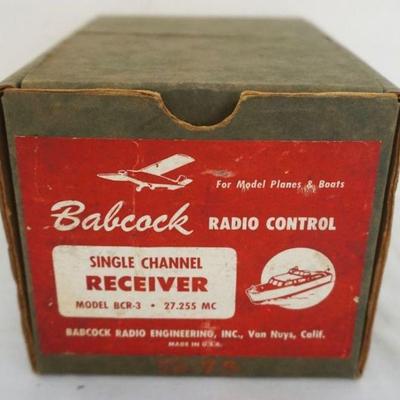 For Model Planes & Boats
Babcock RADIO CONTROL
SINGLE CHANNEL
RECEIVER
MODEL BCR-3 • 27.255 MC
BABCOCK RADIO ENGINEERING, INC., Van Nuys, Calif.
MADE IN U.S.A.